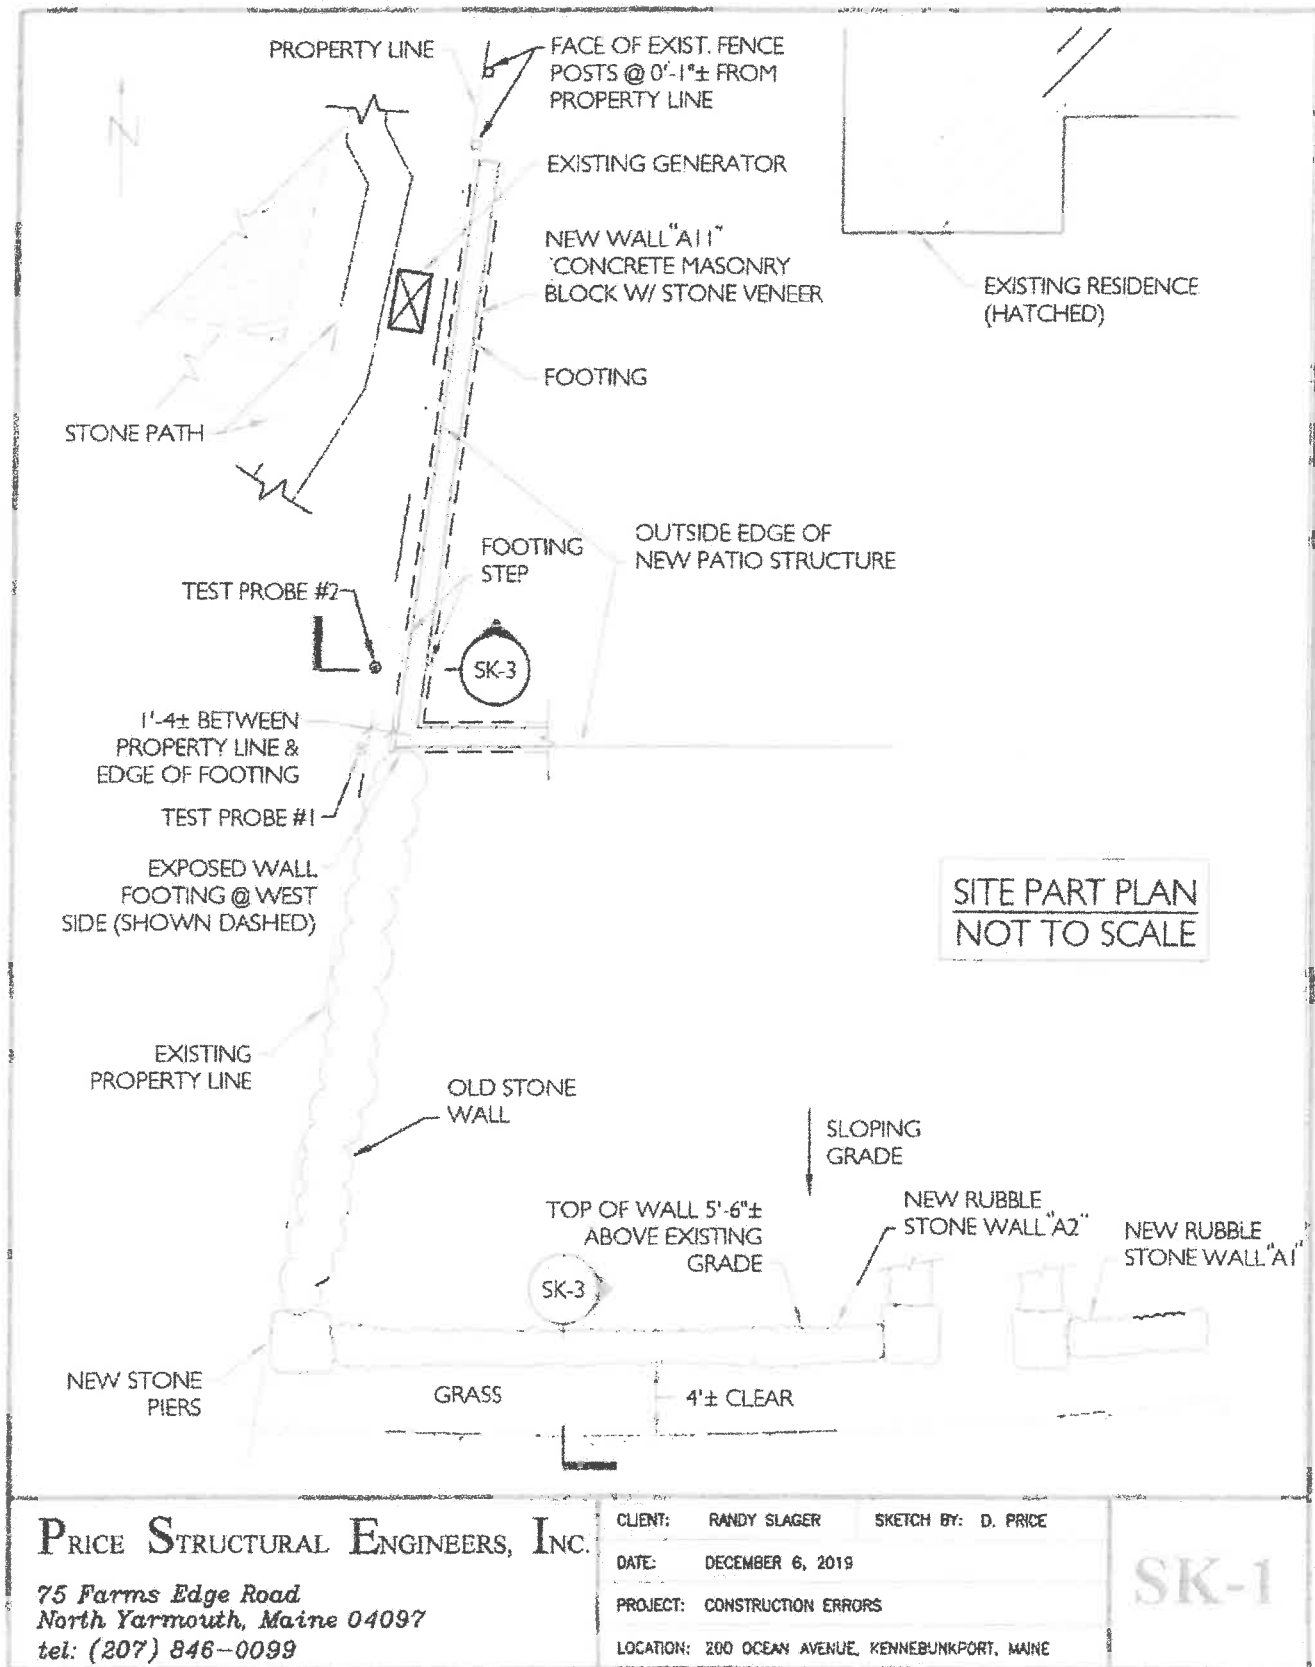 PROPERTY LINE
FACE OF EXIST. FENCE
POSTS @ 0'-1"± FROM
PROPERTY LINE
N
EXISTING GENERATOR
NEW WALL "A11"
CONCRETE MASONRY
BLOCK W/ STONE VENEER
EXISTING RESIDENCE
(HATCHED)
FOOTING
STONE PATH
OUTSIDE EDGE OF
NEW PATIO STRUCTURE
FOOTING
STEP
TEST PROBE #2
SK-3
1'-4± BETWEEN
PROPERTY LINE &
EDGE OF FOOTING
TEST PROBE #1
EXPOSED WALL
FOOTING @ WEST
SIDE (SHOWN DASHED)
SITE PART PLAN
NOT TO SCALE
EXISTING
PROPERTY LINE
OLD STONE
WALL
SLOPING
GRADE
TOP OF WALL 5'-6"±
ABOVE EXISTING
GRADE
NEW RUBBLE
STONE WALL "A2"
NEW RUBBLE
STONE WALL "A1"
SK-3
NEW STONE
PIERS
GRASS
4'± CLEAR
PRICE STRUCTURAL ENGINEERS, INC.
75 Farms Edge Road
North Yarmouth, Maine 04097
tel: (207) 846-0099
CLIENT: RANDY SLAGER SKETCH BY: D. PRICE
DATE: DECEMBER 6, 2019
PROJECT: CONSTRUCTION ERRORS
LOCATION: 200 OCEAN AVENUE, KENNEBUNKPORT, MAINE
SK-1